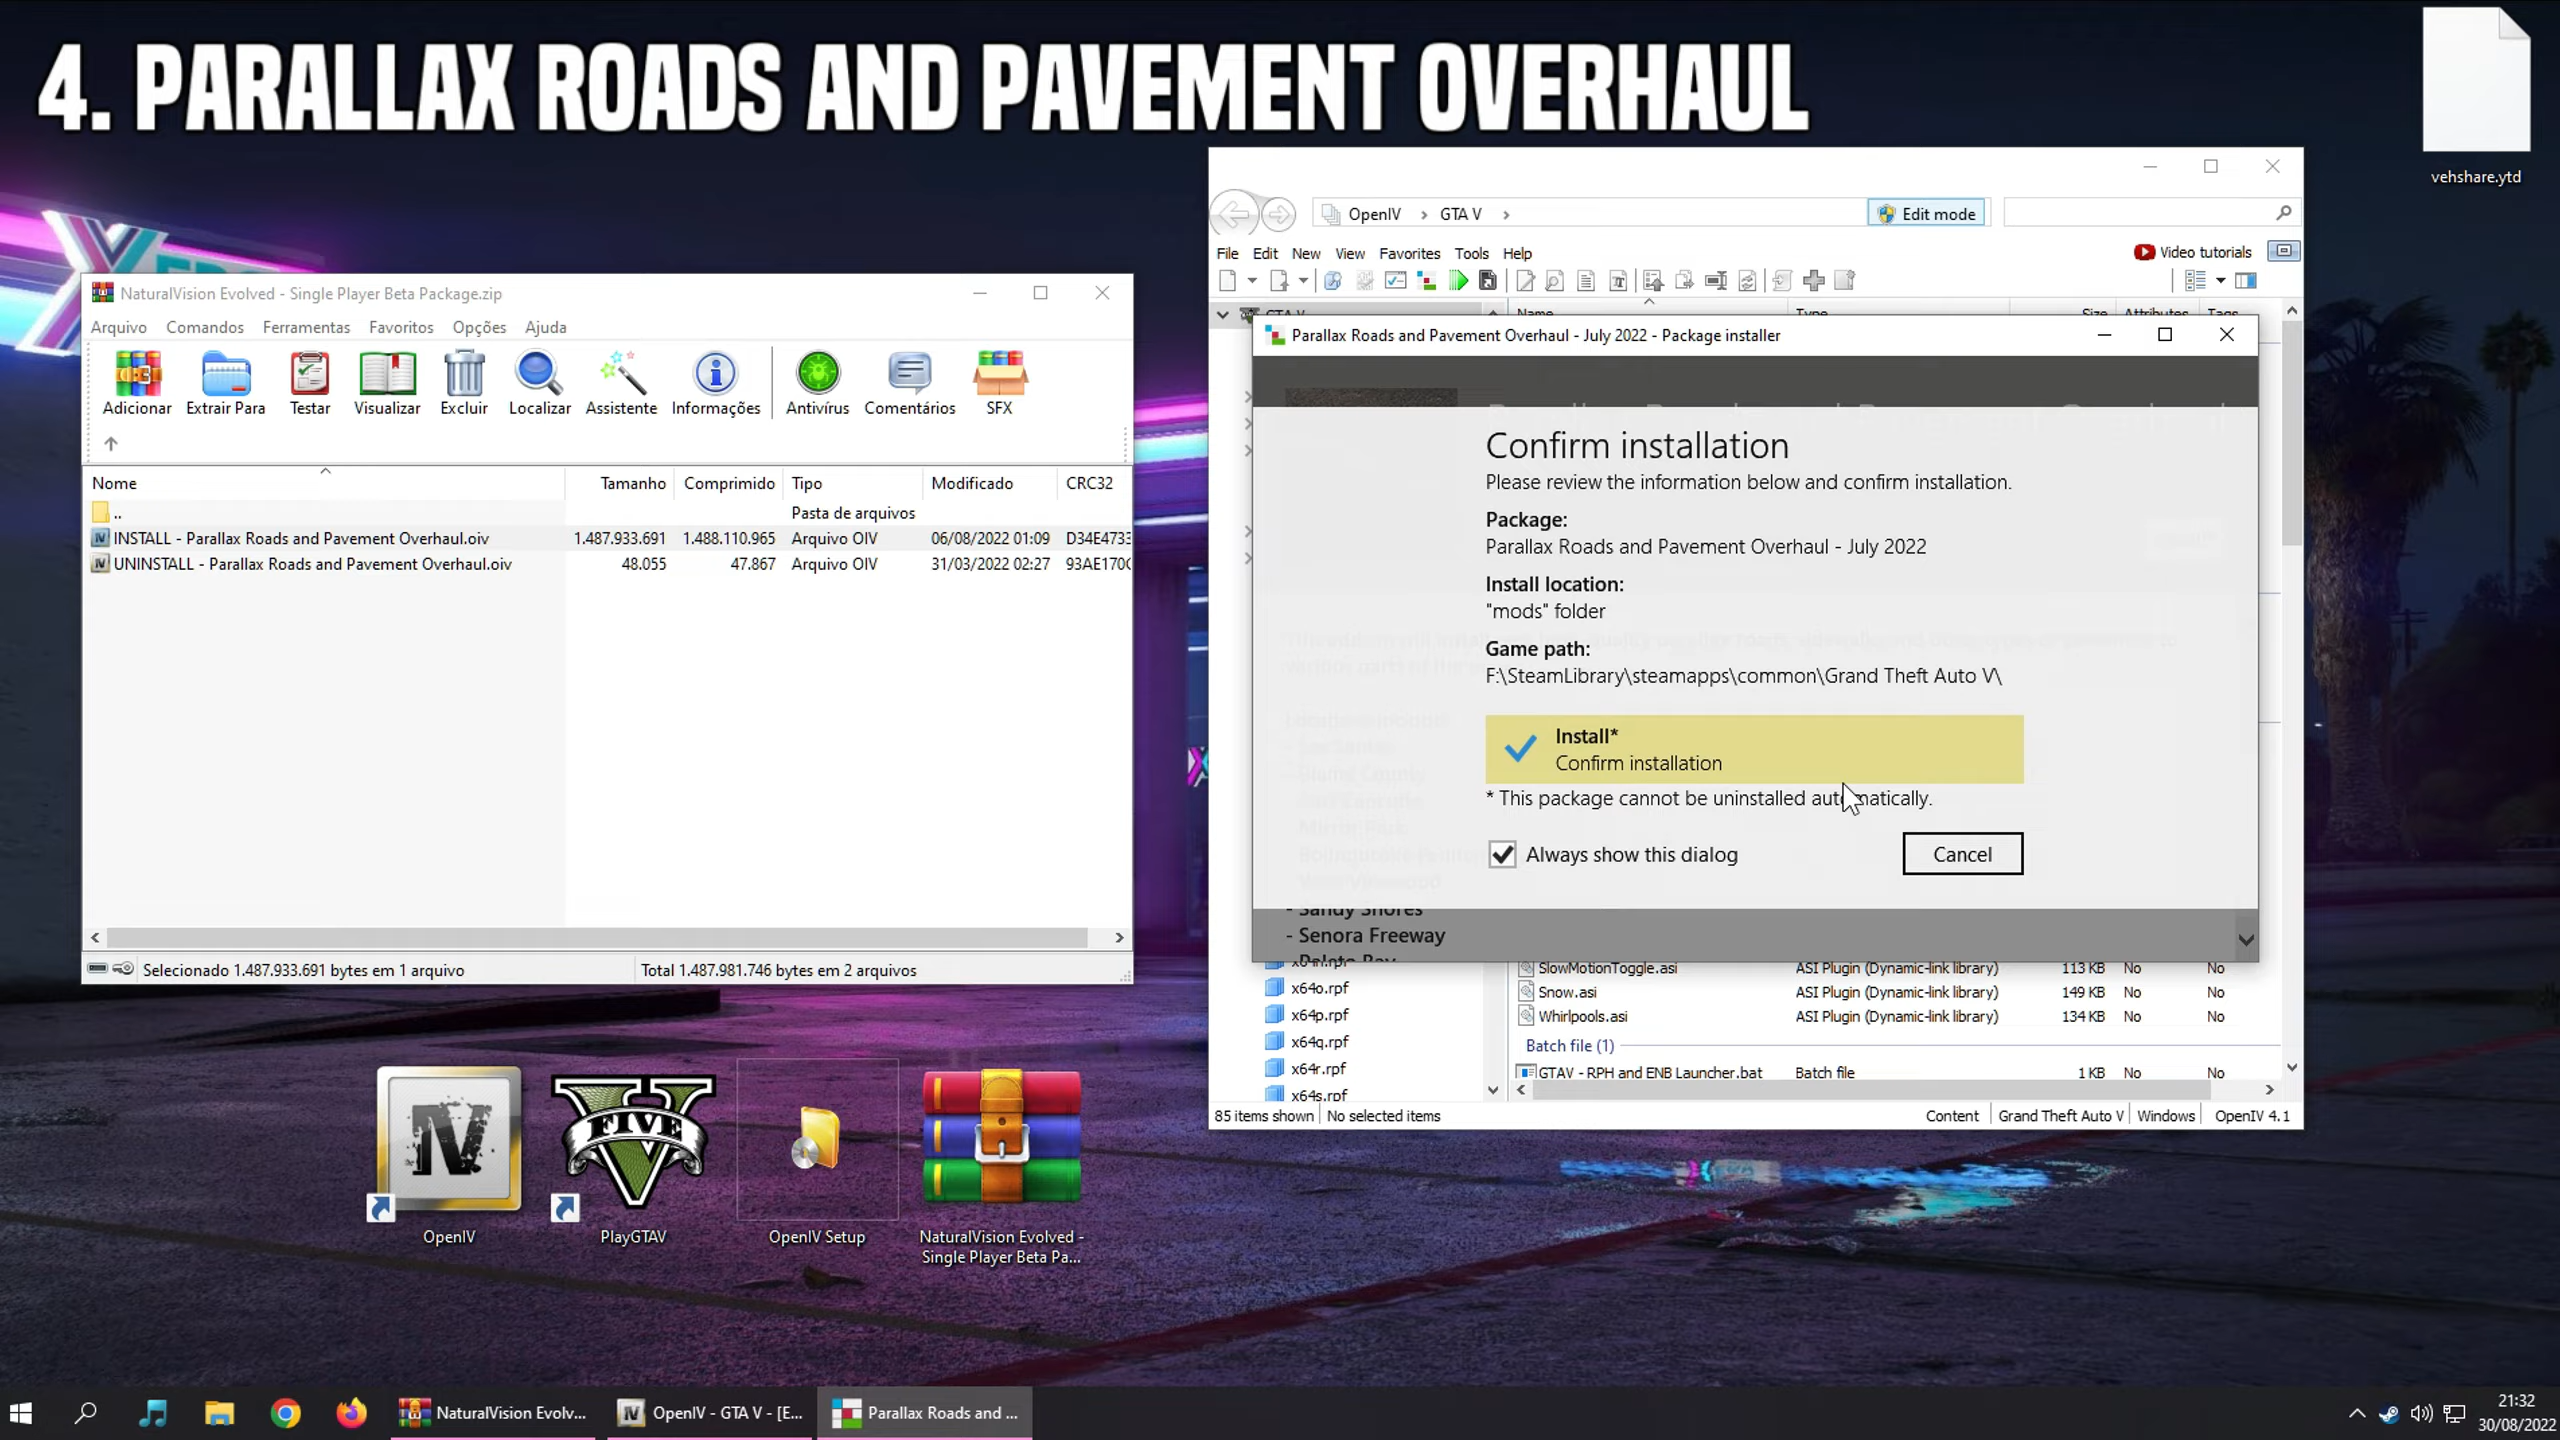 4. PARALLAX ROADS AND PAVEMENT OVERHAUL
vehshare.ytd
NaturalVision Evolved - Single Player Beta Package.zip
Arquivo Comandos Ferramentas Favoritos Opções Ajuda
Adicionar Extrair Para Testar Visualizar Excluir Localizar Assistente Informações Antivírus Comentários SFX
Nome Tamanho Comprimido Tipo Modificado CRC32
.. Pasta de arquivos
INSTALL - Parallax Roads and Pavement Overhaul.oiv 1.487.933.691 1.488.110.965 Arquivo OIV 06/08/2022 01:09 D34E4733
UNINSTALL - Parallax Roads and Pavement Overhaul.oiv 48.055 47.867 Arquivo OIV 31/03/2022 02:27 93AE170
Selecionado 1.487.933.691 bytes em 1 arquivo Total 1.487.981.746 bytes em 2 arquivos
OpenIV GTA V Edit mode
File Edit New View Favorites Tools Help Video tutorials
GTA V Name Type Size Attributes Tags
Parallax Roads and Pavement Overhaul - July 2022 - Package installer
Confirm installation
Please review the information below and confirm installation.
Package:
Parallax Roads and Pavement Overhaul - July 2022
Install location:
"mods" folder
Game path:
F:\SteamLibrary\steamapps\common\Grand Theft Auto V\
Install*
Confirm installation
* This package cannot be uninstalled automatically.
Always show this dialog Cancel
- Sandy Shores
- Senora Freeway
SlowMotionToggle.asi ASI Plugin (Dynamic-link library) 113 KB No No
x64o.rpf Snow.asi ASI Plugin (Dynamic-link library) 149 KB No No
x64p.rpf Whirlpools.asi ASI Plugin (Dynamic-link library) 134 KB No No
x64q.rpf Batch file (1)
x64r.rpf GTAV - RPH and ENB Launcher.bat Batch file 1 KB No No
x64s.rpf
85 items shown No selected items Content Grand Theft Auto V Windows OpenIV 4.1
IV
FIVE
OpenIV PlayGTAV OpenIV Setup NaturalVision Evolved -
Single Player Beta Pa...
NaturalVision Evolv... OpenIV - GTA V - [E... Parallax Roads and ...
21:32
30/08/2022